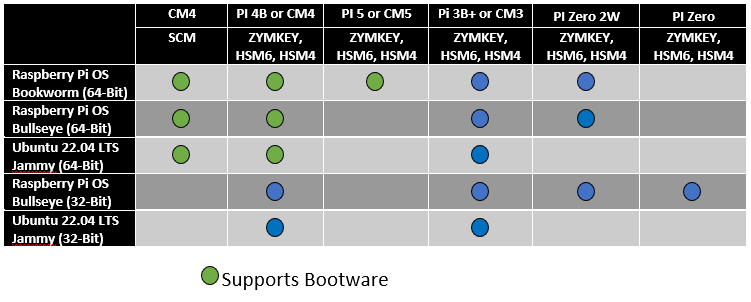 CM4 PI 4B or CM4 PI 5 or CM5 Pi 3B+ or CM3 PI Zero 2W PI Zero
SCM ZYMKEY, HSM6, HSM4 ZYMKEY, HSM6, HSM4 ZYMKEY, HSM6, HSM4 ZYMKEY, HSM6, HSM4 ZYMKEY, HSM6, HSM4
Raspberry Pi OS
Bookworm (64-Bit)
Raspberry Pi OS
Bullseye (64-Bit)
Ubuntu 22.04 LTS
Jammy (64-Bit)
Raspberry Pi OS
Bullseye (32-Bit)
Ubuntu 22.04 LTS
Jammy (32-Bit)
Supports Bootware